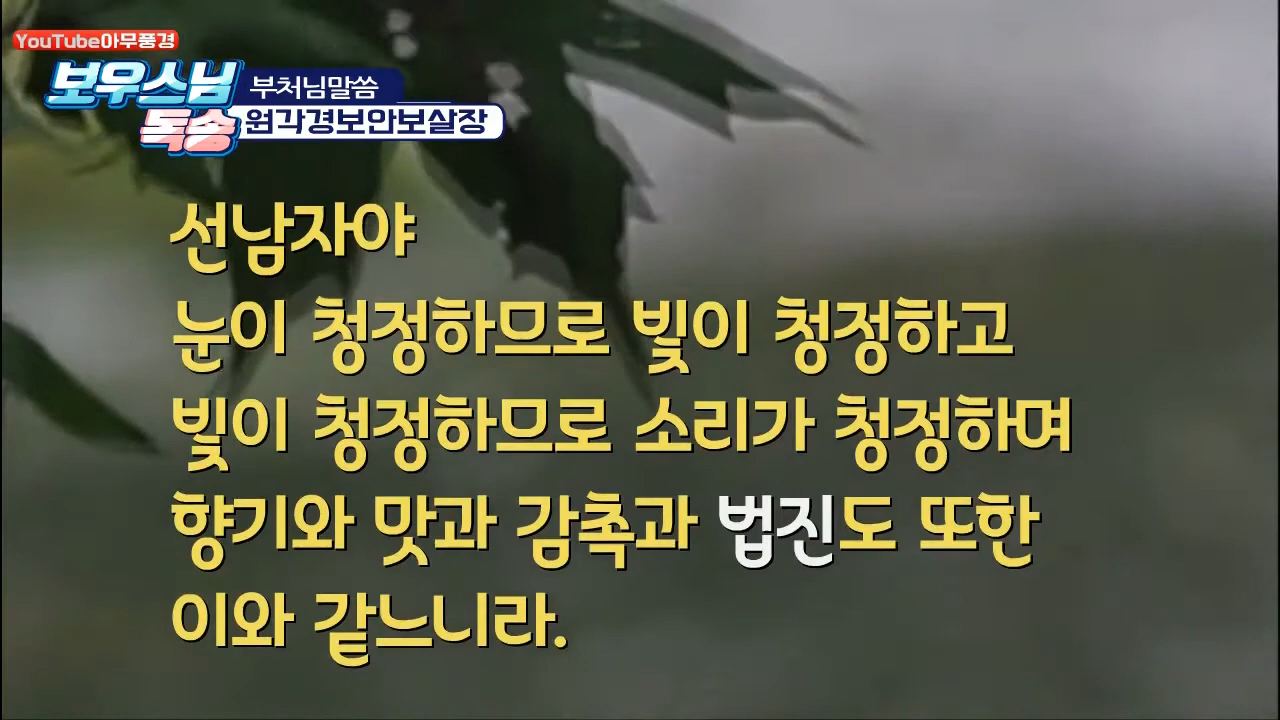 YouTube아무풍경
보우스님
독송
부처님말씀
원각경보안보살장
선남자야
눈이 청정하므로 빛이 청정하고
빛이 청정하므로 소리가 청정하며
향기와 맛과 감촉과 법진도 또한
이와 같느니라.